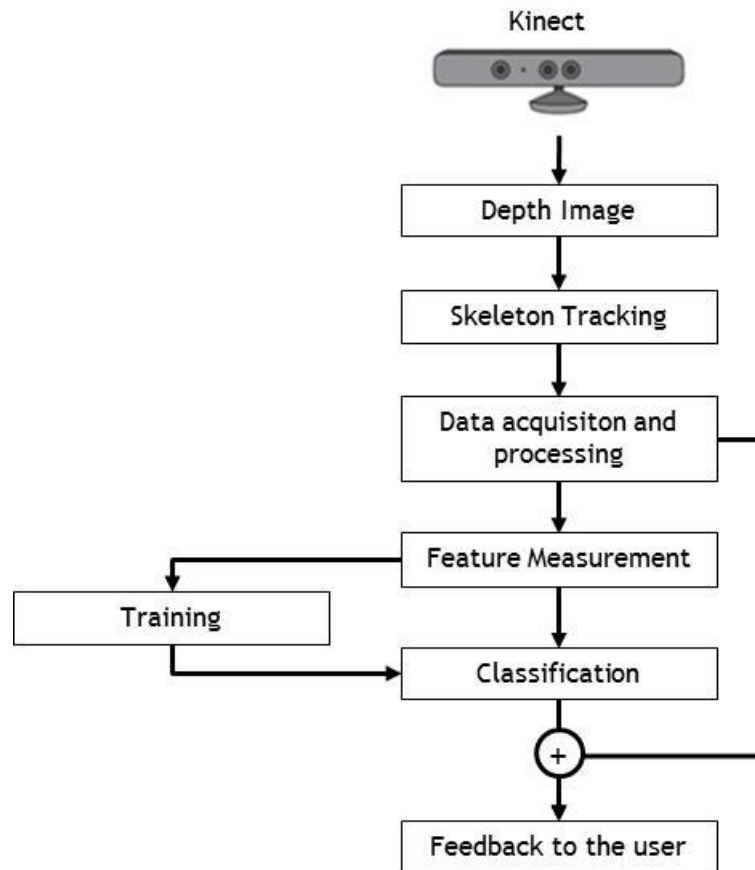 Kinect
Depth Image
Skeleton Tracking
Data acquisiton and
processing
Feature Measurement
Training
Classification
+
Feedback to the user